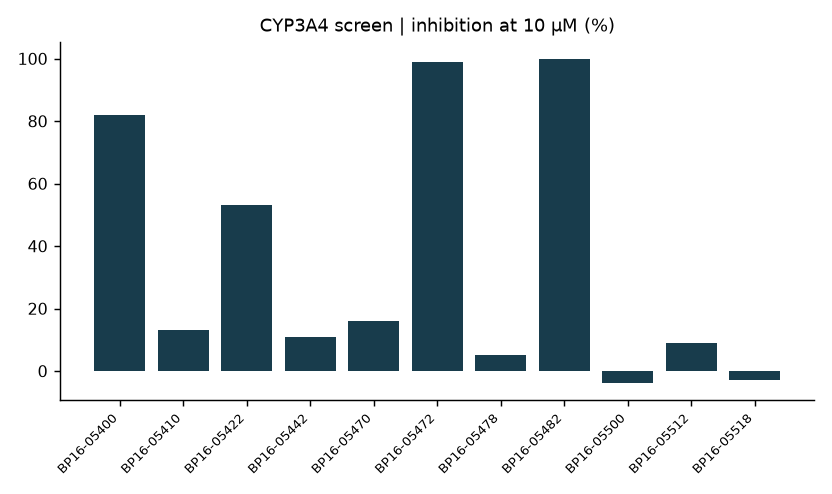 CYP3A4 screen | inhibition at 10 µM (%)
100
80
60
40
20
0
BP16-05400
BP16-05410
BP16-05422
BP16-05442
BP16-05470
BP16-05472
BP16-05478
BP16-05482
BP16-05500
BP16-05512
BP16-05518